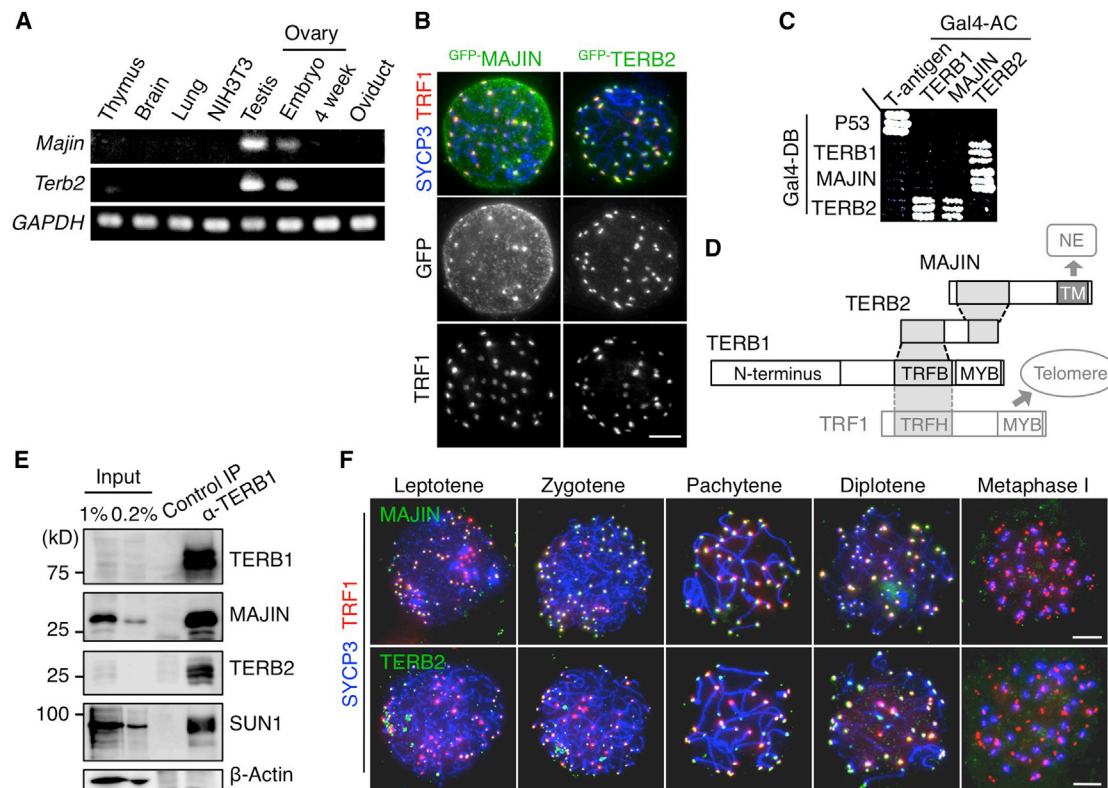 A
Thymus
Brain
Lung
NIH3T3
Testis
Ovary
Embryo
4 week
Oviduct
Majin
Terb2
GAPDH
B
GFP-MAJIN
GFP-TERB2
SYCP3 TRF1
GFP
TRF1
C
Gal4-AC
T-antigen
TERB1
MAJIN
TERB2
Gal4-DB
P53
TERB1
MAJIN
TERB2
D
NE
MAJIN
TM
TERB2
TERB1
N-terminus
TRFB
MYB
Telomere
TRF1
TRFH
MYB
E
Input
1% 0.2%
Control IP
α-TERB1
(kD)
TERB1
75
MAJIN
25
TERB2
25
100
SUN1
β-Actin
F
Leptotene
Zygotene
Pachytene
Diplotene
Metaphase I
SYCP3 TRF1
MAJIN
TERB2